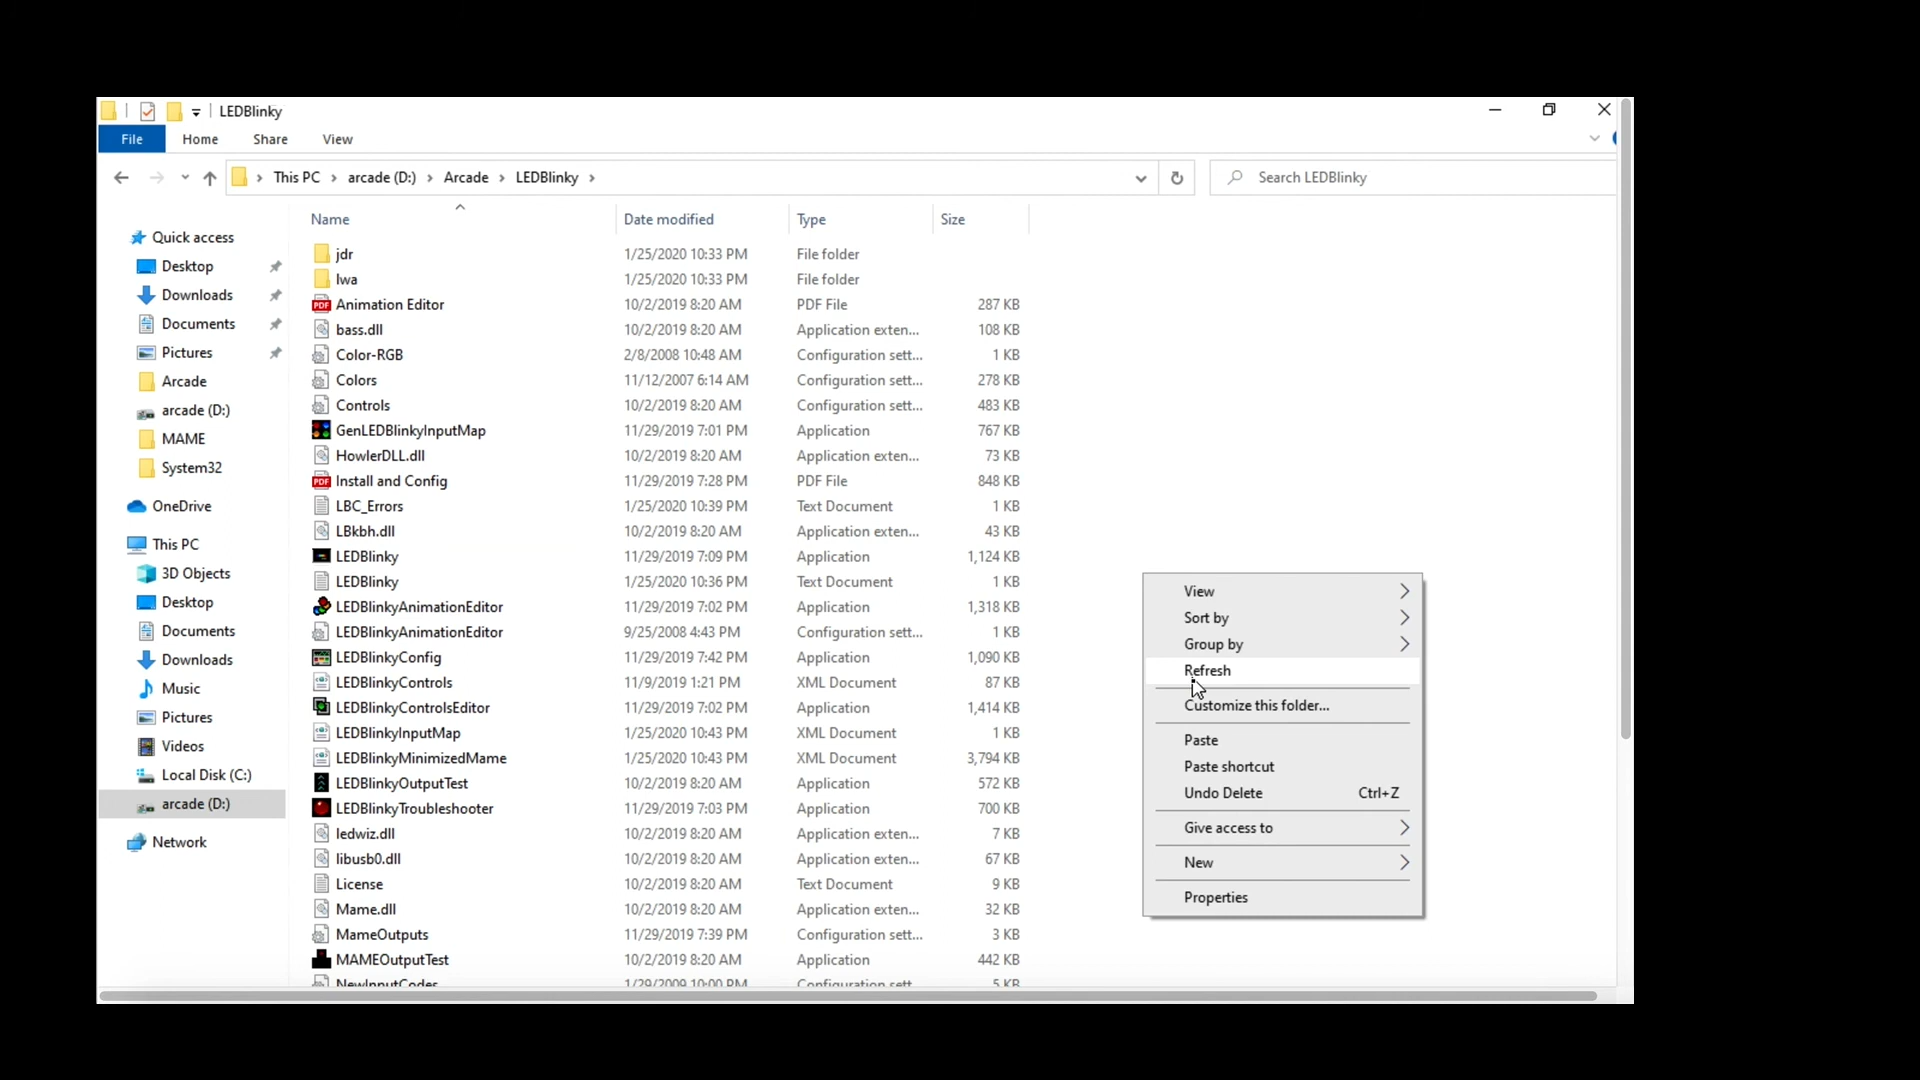 LEDBlinky
File Home Share View
This PC arcade (D:) Arcade LEDBlinky
Search LEDBlinky
Name Date modified Type Size
Quick access
Desktop
Downloads
Documents
Pictures
Arcade
arcade (D:)
MAME
System32
OneDrive
This PC
3D Objects
Desktop
Documents
Downloads
Music
Pictures
Videos
Local Disk (C:)
arcade (D:)
Network
jdr 1/25/2020 10:33 PM File folder
lwa 1/25/2020 10:33 PM File folder
PDF Animation Editor 10/2/2019 8:20 AM PDF File 287 KB
bass.dll 10/2/2019 8:20 AM Application exten... 108 KB
Color-RGB 2/8/2008 10:48 AM Configuration sett... 1 KB
Colors 11/12/2007 6:14 AM Configuration sett... 278 KB
Controls 10/2/2019 8:20 AM Configuration sett... 483 KB
GenLEDBlinkyInputMap 11/29/2019 7:01 PM Application 767 KB
HowlerDLL.dll 10/2/2019 8:20 AM Application exten... 73 KB
PDF Install and Config 11/29/2019 7:28 PM PDF File 848 KB
LBC_Errors 1/25/2020 10:39 PM Text Document 1 KB
LBkbh.dll 10/2/2019 8:20 AM Application exten... 43 KB
LEDBlinky 11/29/2019 7:09 PM Application 1,124 KB
LEDBlinky 1/25/2020 10:36 PM Text Document 1 KB
LEDBlinkyAnimationEditor 11/29/2019 7:02 PM Application 1,318 KB
LEDBlinkyAnimationEditor 9/25/2008 4:43 PM Configuration sett... 1 KB
LEDBlinkyConfig 11/29/2019 7:42 PM Application 1,090 KB
LEDBlinkyControls 11/9/2019 1:21 PM XML Document 87 KB
LEDBlinkyControlsEditor 11/29/2019 7:02 PM Application 1,414 KB
LEDBlinkyInputMap 1/25/2020 10:43 PM XML Document 1 KB
LEDBlinkyMinimizedMame 1/25/2020 10:43 PM XML Document 3,794 KB
LEDBlinkyOutputTest 10/2/2019 8:20 AM Application 572 KB
LEDBlinkyTroubleshooter 11/29/2019 7:03 PM Application 700 KB
ledwiz.dll 10/2/2019 8:20 AM Application exten... 7 KB
libusb0.dll 10/2/2019 8:20 AM Application exten... 67 KB
License 10/2/2019 8:20 AM Text Document 9 KB
Mame.dll 10/2/2019 8:20 AM Application exten... 32 KB
MameOutputs 11/29/2019 7:39 PM Configuration sett... 3 KB
MAMEOutputTest 10/2/2019 8:20 AM Application 442 KB
NewInputCodes 1/29/2009 10:00 PM Configuration sett... 5 KB
View
Sort by
Group by
Refresh
Customize this folder...
Paste
Paste shortcut
Undo Delete Ctrl+Z
Give access to
New
Properties